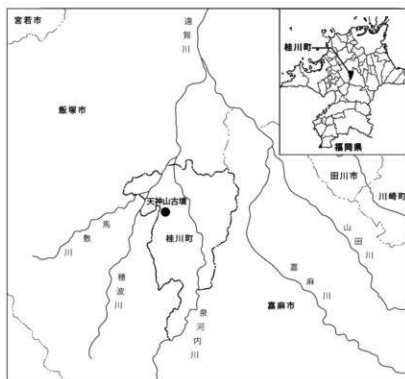 宮若市
遠賀川
桂川町
福岡県
飯塚市
田川市
川崎町
天神山古墳
桂川町
馬敷川
穂波川
泉河内川
嘉麻川
山田川
嘉麻市